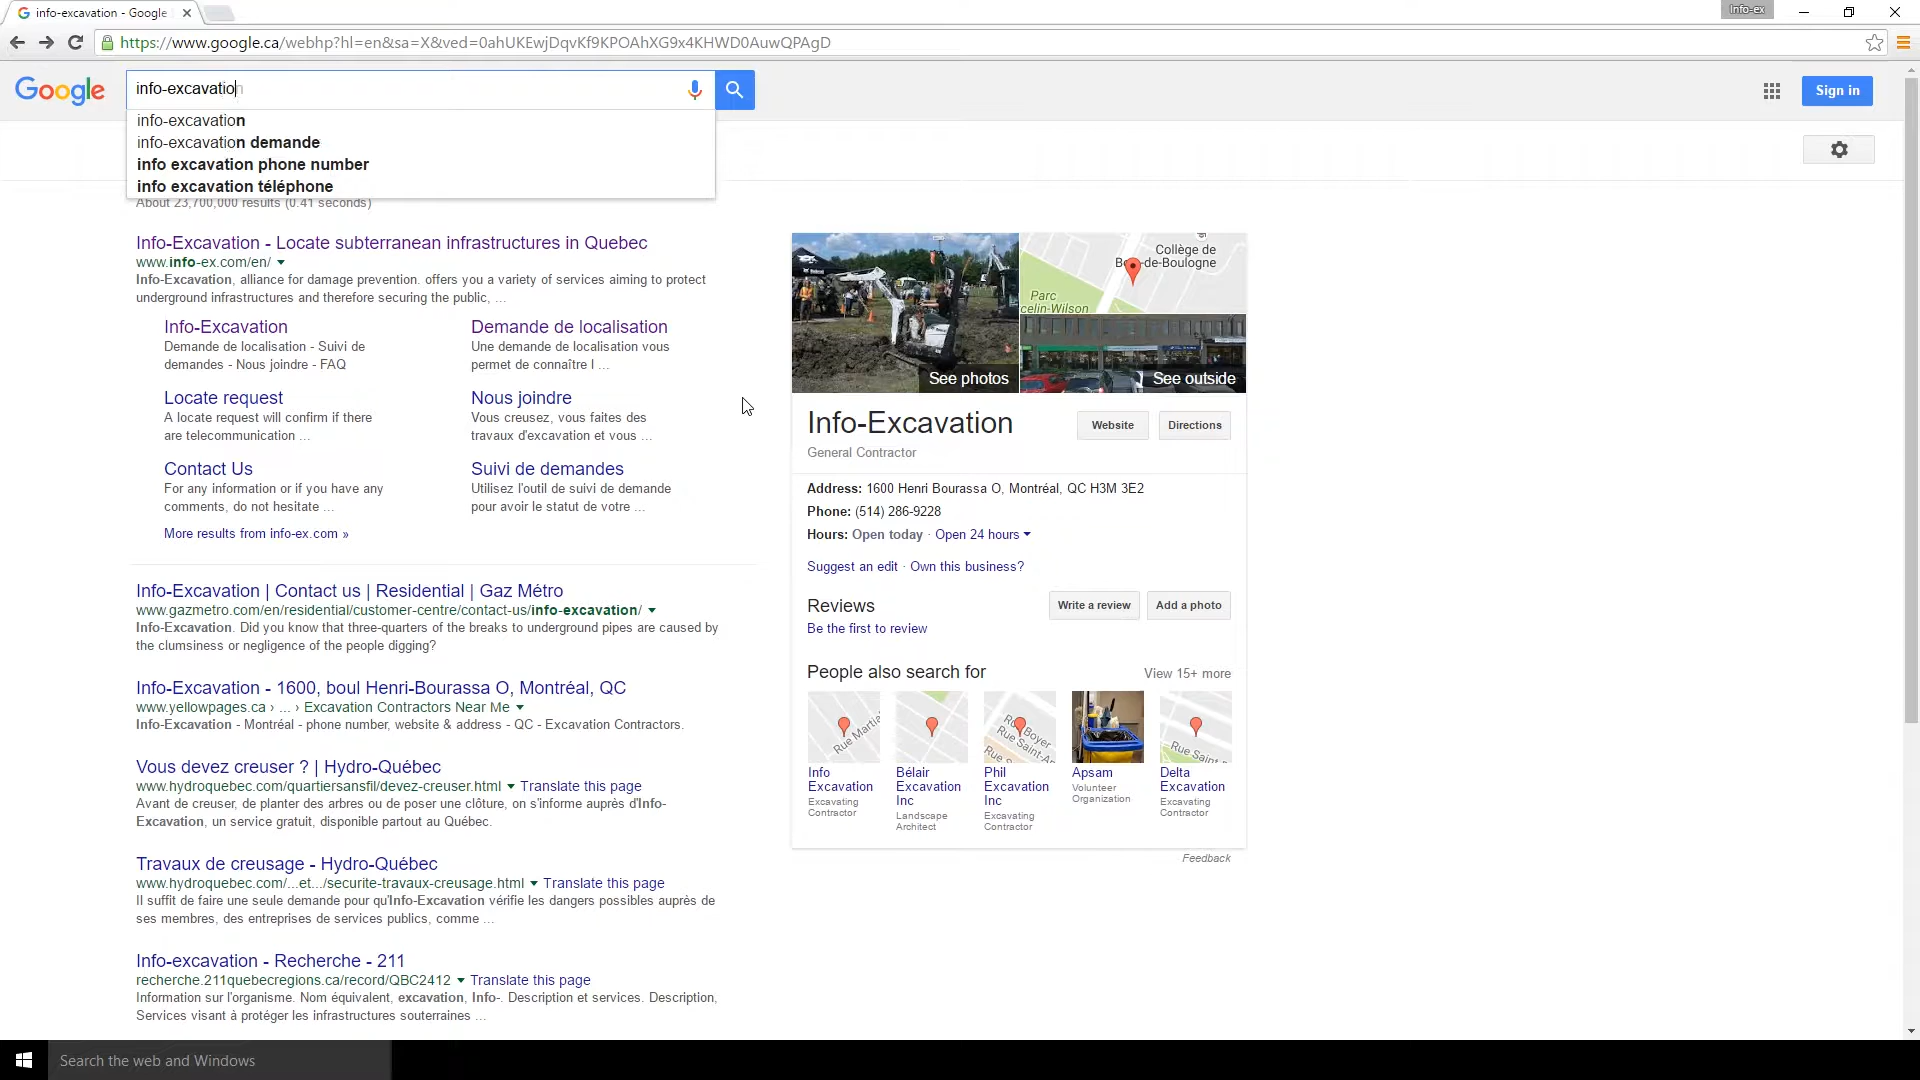 info-excavation - Google
Info-ex
https://www.google.ca/webhp?hl=en&sa=X&ved=0ahUKEwjDqvKf9KPOAhXG9x4KHWD0AuwQPAgD
Google
info-excavation
Sign in
info-excavation
info-excavation demande
info excavation phone number
info excavation téléphone
About 23,700,000 results (0.41 seconds)
Info-Excavation - Locate subterranean infrastructures in Quebec
www.info-ex.com/en/
Info-Excavation, alliance for damage prevention. offers you a variety of services aiming to protect
underground infrastructures and therefore securing the public, ...
Info-Excavation
Demande de localisation - Suivi de
demandes - Nous joindre - FAQ
Demande de localisation
Une demande de localisation vous
permet de connaître l ...
Locate request
A locate request will confirm if there
are telecommunication ...
Nous joindre
Vous creusez, vous faites des
travaux d'excavation et vous ...
Contact Us
For any information or if you have any
comments, do not hesitate ...
Suivi de demandes
Utilisez l'outil de suivi de demande
pour avoir le statut de votre ...
More results from info-ex.com »
Info-Excavation | Contact us | Residential | Gaz Métro
www.gazmetro.com/en/residential/customer-centre/contact-us/info-excavation/
Info-Excavation. Did you know that three-quarters of the breaks to underground pipes are caused by
the clumsiness or negligence of the people digging?
Info-Excavation - 1600, boul Henri-Bourassa O, Montréal, QC
www.yellowpages.ca › ... › Excavation Contractors Near Me
Info-Excavation - Montréal - phone number, website & address - QC - Excavation Contractors.
Vous devez creuser ? | Hydro-Québec
www.hydroquebec.com/quartiersansfil/devez-creuser.html Translate this page
Avant de creuser, de planter des arbres ou de poser une clôture, on s'informe auprès d'Info-
Excavation, un service gratuit, disponible partout au Québec.
Travaux de creusage - Hydro-Québec
www.hydroquebec.com/...et.../securite-travaux-creusage.html Translate this page
Il suffit de faire une seule demande pour qu'Info-Excavation vérifie les dangers possibles auprès de
ses membres, des entreprises de services publics, comme ...
Info-excavation - Recherche - 211
recherche.211quebecregions.ca/record/QBC2412 Translate this page
Information sur l'organisme. Nom équivalent, excavation, Info-. Description et services. Description,
Services visant à protéger les infrastructures souterraines ...
See photos
Collège de
-de-Boulogne
Parc
celin-Wilson
See outside
Info-Excavation
Website
Directions
General Contractor
Address: 1600 Henri Bourassa O, Montréal, QC H3M 3E2
Phone: (514) 286-9228
Hours: Open today · Open 24 hours
Suggest an edit · Own this business?
Reviews
Write a review
Add a photo
Be the first to review
People also search for
View 15+ more
Info
Excavation
Excavating
Contractor
Bélair
Excavation
Inc
Landscape
Architect
Phil
Excavation
Inc
Excavating
Contractor
Apsam
Volunteer
Organization
Delta
Excavation
Excavating
Contractor
Feedback
Search the web and Windows